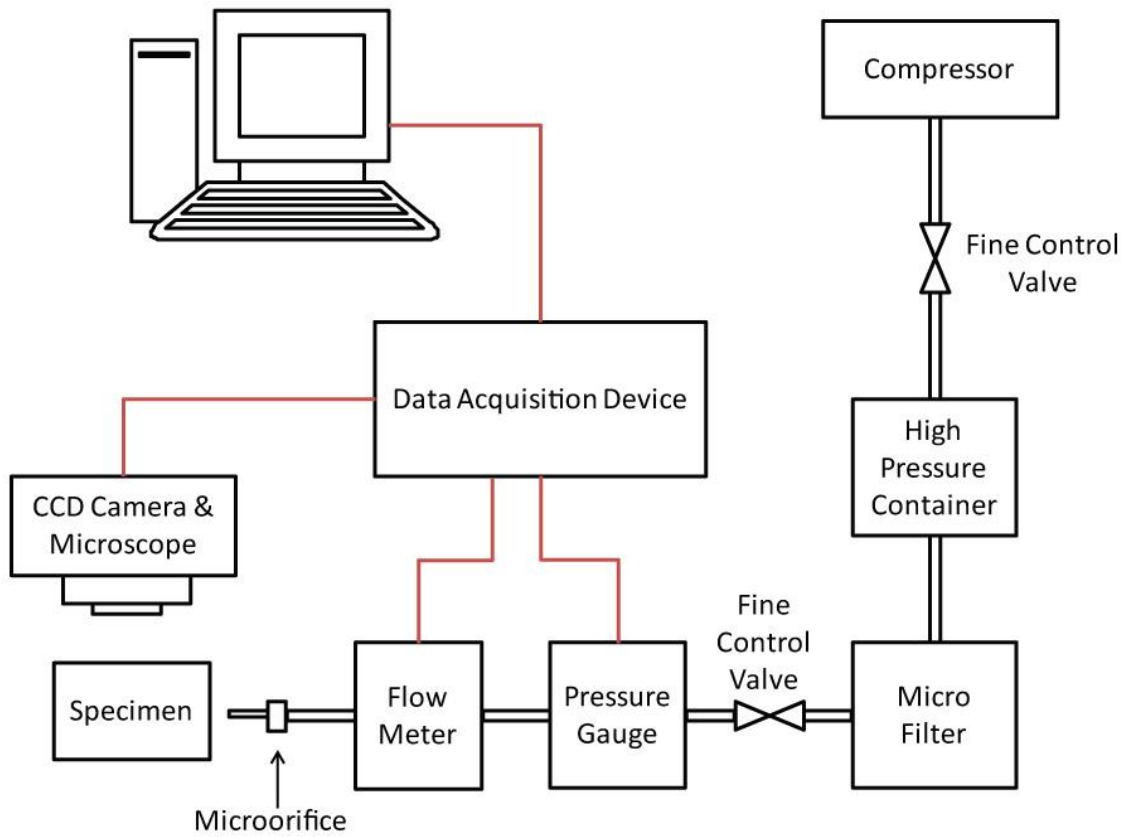 Compressor
Fine Control
Valve
Data Acquisition Device
High
Pressure
Container
CCD Camera &
Microscope
Fine
Control
Valve
Specimen
Flow
Meter
Pressure
Gauge
Micro
Filter
Microorifice